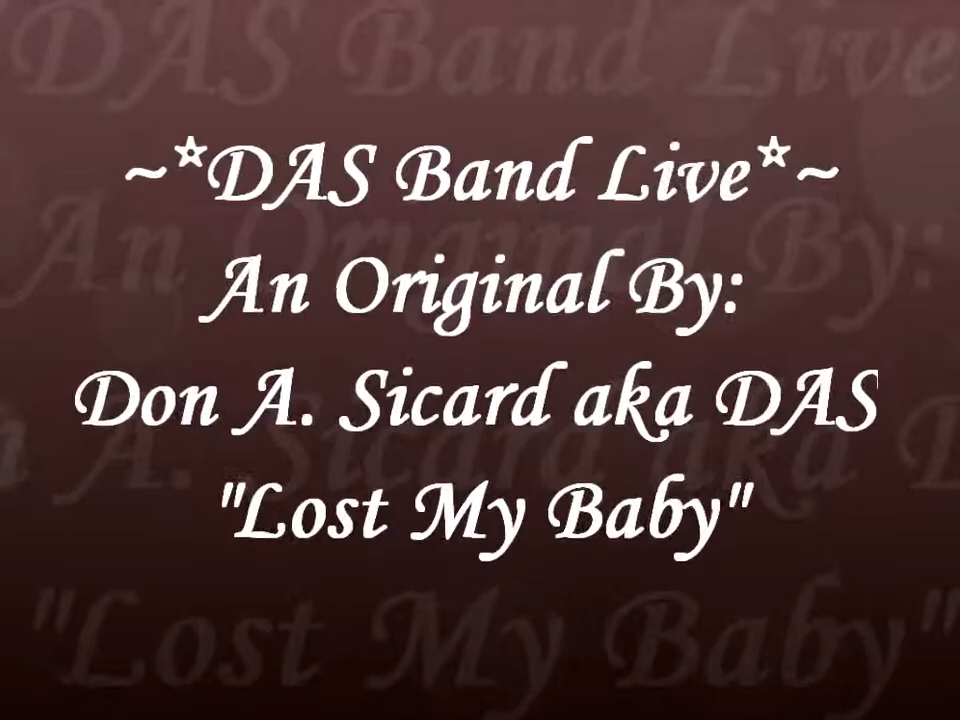 ~*DAS Band Live*~
An Original By:
Don A. Sicard aka DAS
"Lost My Baby"